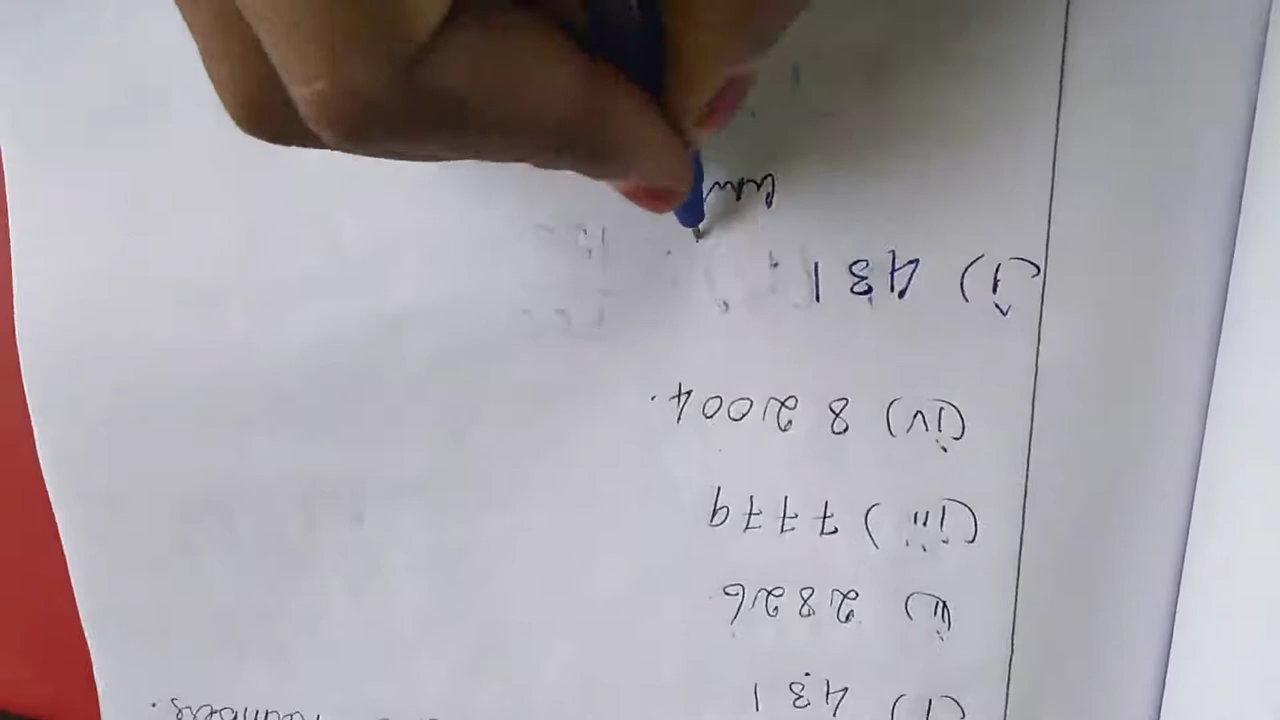 numbers.
(i) 431
(ii) 2826
(iii) 7779
(iv) 82004.
(i) 431